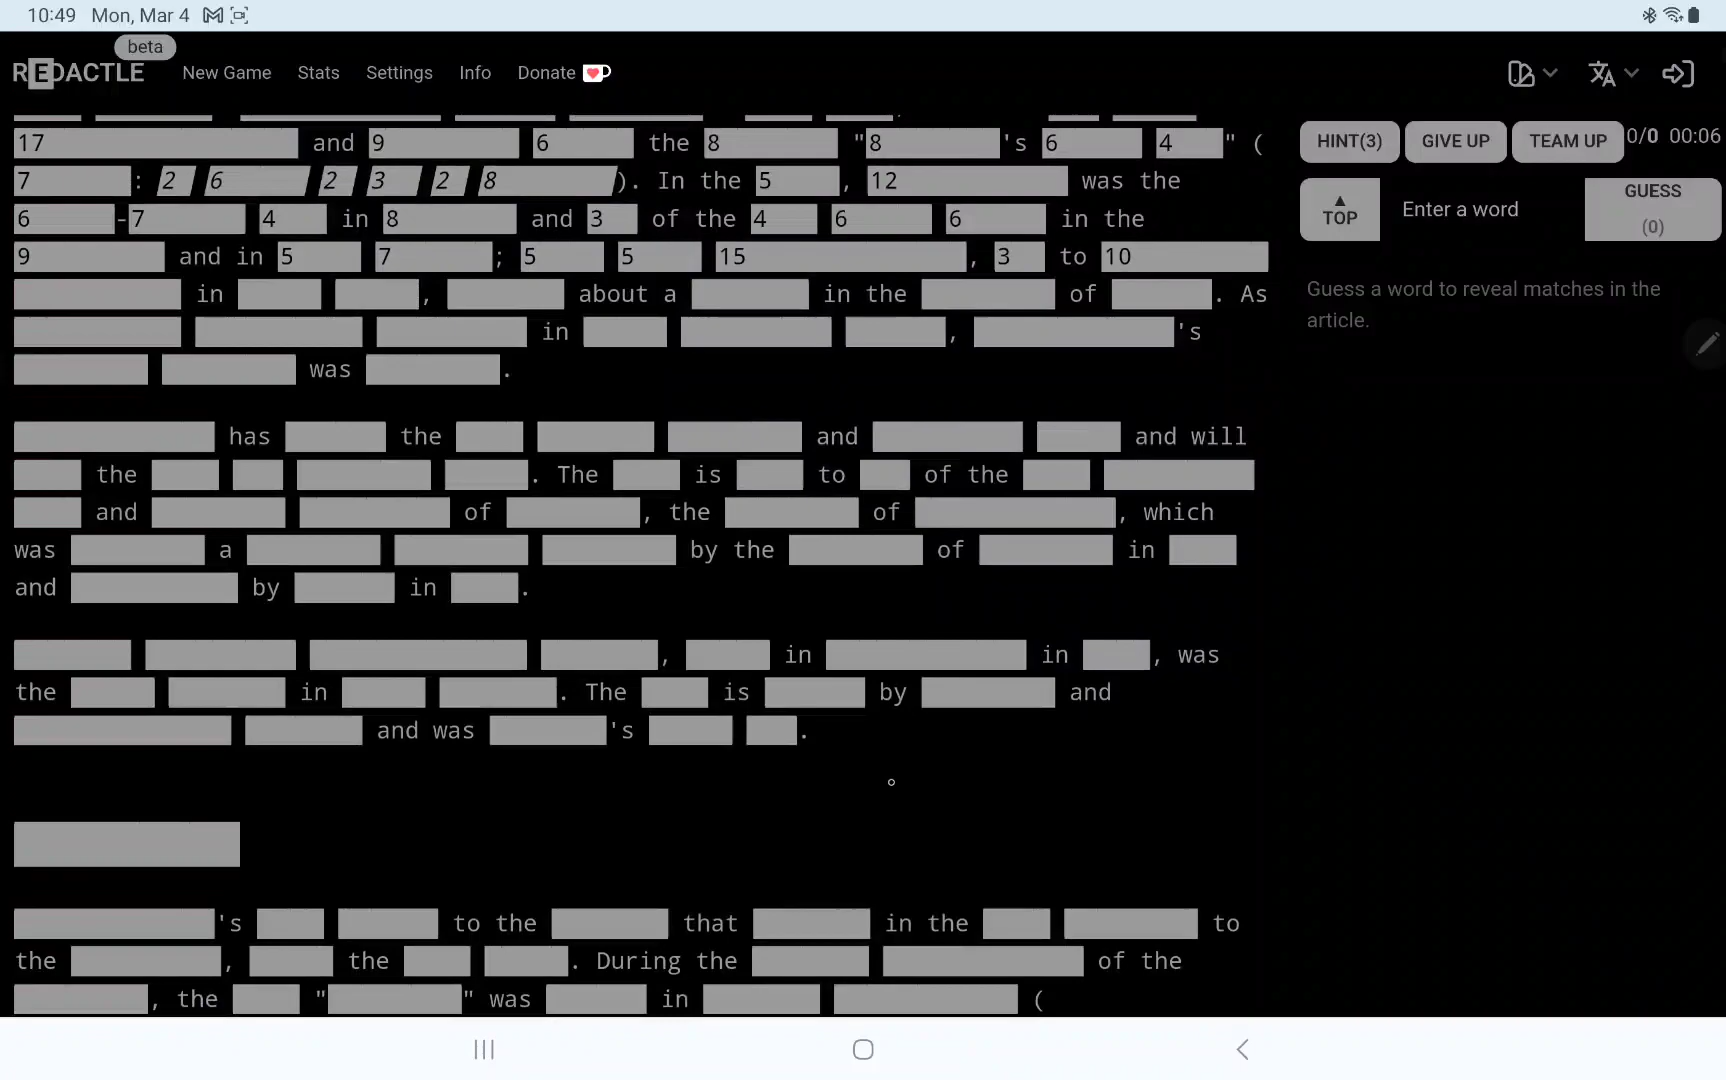 10:49 Mon, Mar 4
beta
REDACTLE New Game Stats Settings Info Donate
17 and 9 6 the 8 "8's 6 4" (
7: 2 6 2 3 2 8). In the 5, 12 was the
6-7 4 in 8 and 3 of the 4 6 6 in the
9 and in 5 7; 5 5 15, 3 to 10
in , about a in the of . As
in , 's
was .
has the and and will
the . The is to of the
and of , the of , which
was a by the of in
and by in .
, in in , was
the in . The is by and
and was 's .
's to the that in the to
the , the . During the of the
, the " " was in (
HINT(3) GIVE UP TEAM UP 0/0 00:06
▲
TOP
Enter a word
GUESS
(0)
Guess a word to reveal matches in the
article.